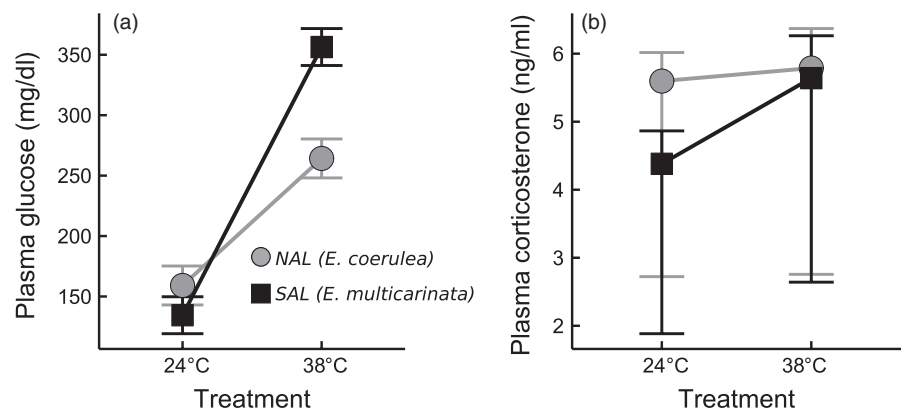 (a)
Plasma glucose (mg/dl)
350
300
250
200
150
24°C
38°C
Treatment
NAL (E. coerulea)
SAL (E. multicarinata)
(b)
Plasma corticosterone (ng/ml)
6
5
4
3
2
24°C
38°C
Treatment